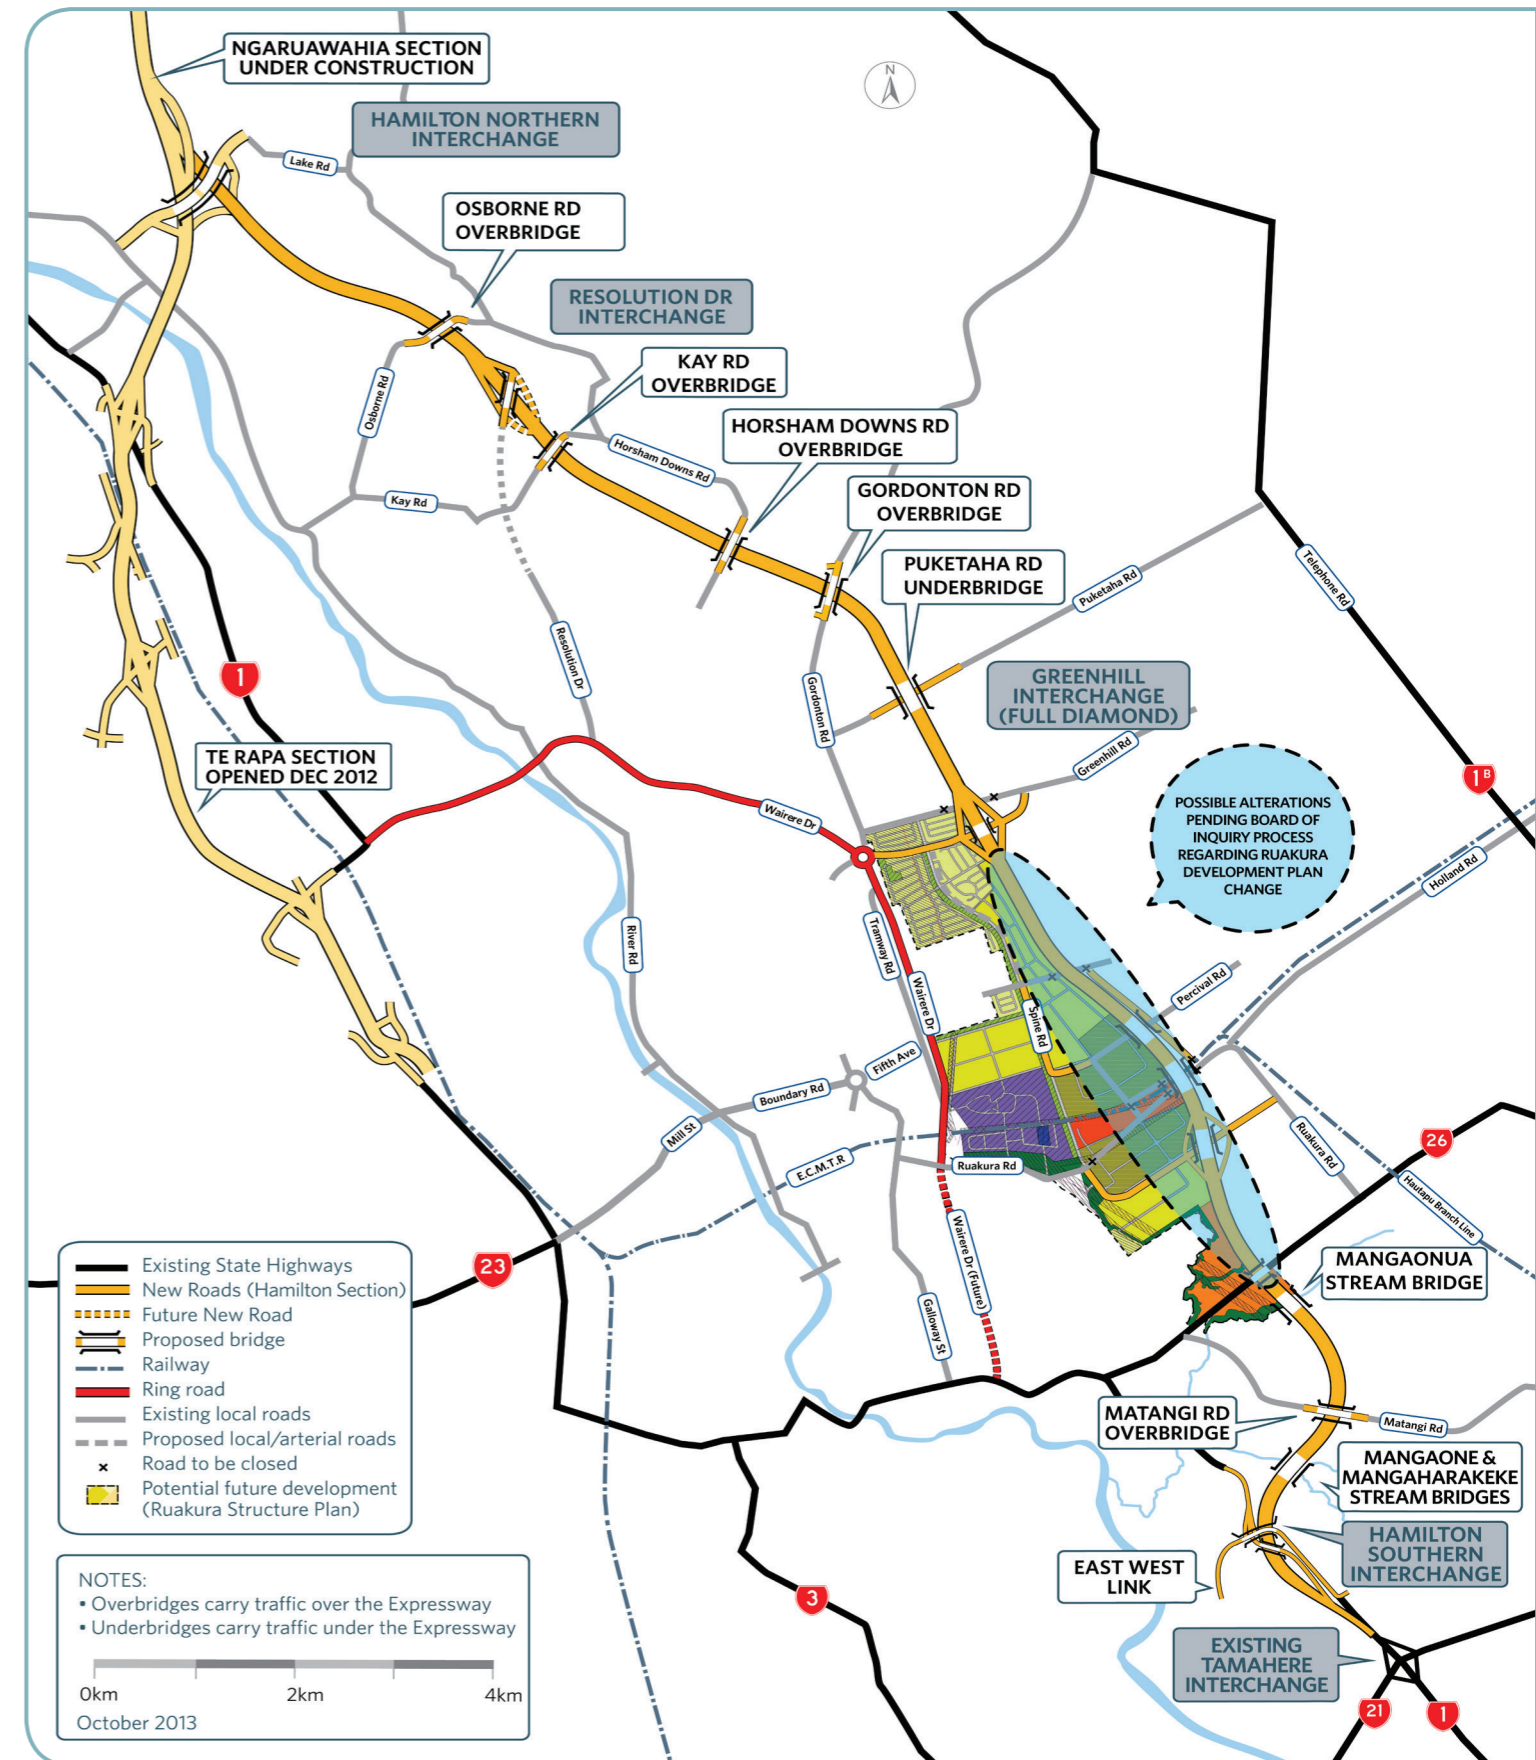 NGARUAWAHIA SECTION
UNDER CONSTRUCTION
N
HAMILTON NORTHERN
INTERCHANGE
Lake Rd
OSBORNE RD
OVERBRIDGE
RESOLUTION DR
INTERCHANGE
KAY RD
OVERBRIDGE
Osborne Rd
HORSHAM DOWNS RD
OVERBRIDGE
Horsham Downs Rd
Kay Rd
GORDONTON RD
OVERBRIDGE
PUKETAHA RD
UNDERBRIDGE
Puketaha Rd
Telephone Rd
Resolution Dr
1
Gordonton Rd
GREENHILL
INTERCHANGE
(FULL DIAMOND)
Greenhill Rd
TE RAPA SECTION
OPENED DEC 2012
1B
Wairere Dr
POSSIBLE ALTERATIONS
PENDING BOARD OF
INQUIRY PROCESS
REGARDING RUAKURA
DEVELOPMENT PLAN
CHANGE
Holland Rd
River Rd
Tramway Rd
Wairere Dr
Spine Rd
Percival Rd
Fifth Ave
Boundary Rd
Mill St
E.C.M.T.R
Ruakura Rd
Ruakura Rd
26
Hautapu Branch Line
Wairere Dr (Future)
Galloway St
23
MANGAONUA
STREAM BRIDGE
Existing State Highways
New Roads (Hamilton Section)
Future New Road
Proposed bridge
Railway
Ring road
Existing local roads
Proposed local/arterial roads
Road to be closed
Potential future development
(Ruakura Structure Plan)
MATANGI RD
OVERBRIDGE
Matangi Rd
MANGAONE &
MANGAHARAKEKE
STREAM BRIDGES
HAMILTON
SOUTHERN
INTERCHANGE
EAST WEST
LINK
3
EXISTING
TAMAHERE
INTERCHANGE
21
1
NOTES:
• Overbridges carry traffic over the Expressway
• Underbridges carry traffic under the Expressway
0km 2km 4km
October 2013